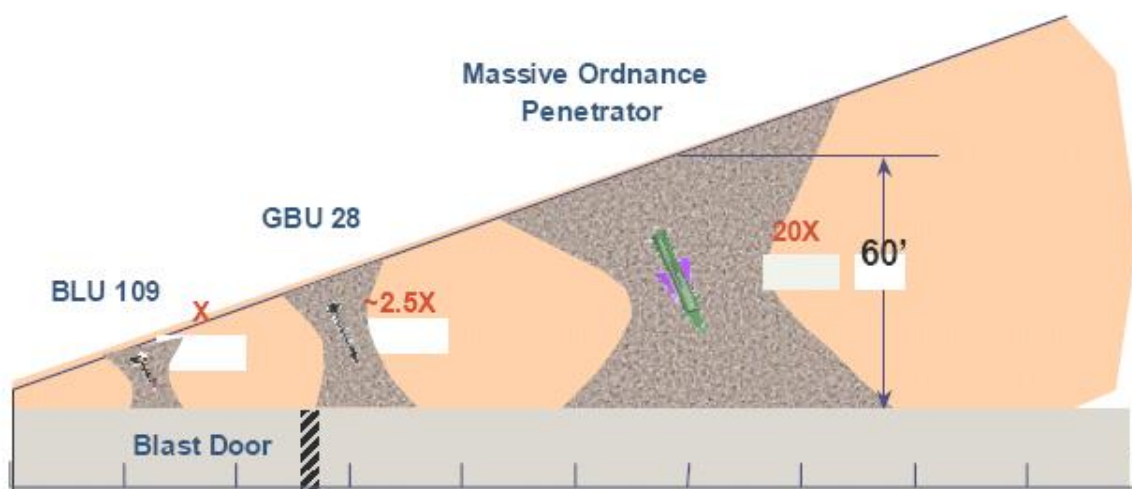 Massive Ordnance
Penetrator
GBU 28
BLU 109
X
~2.5X
20X
60’
Blast Door